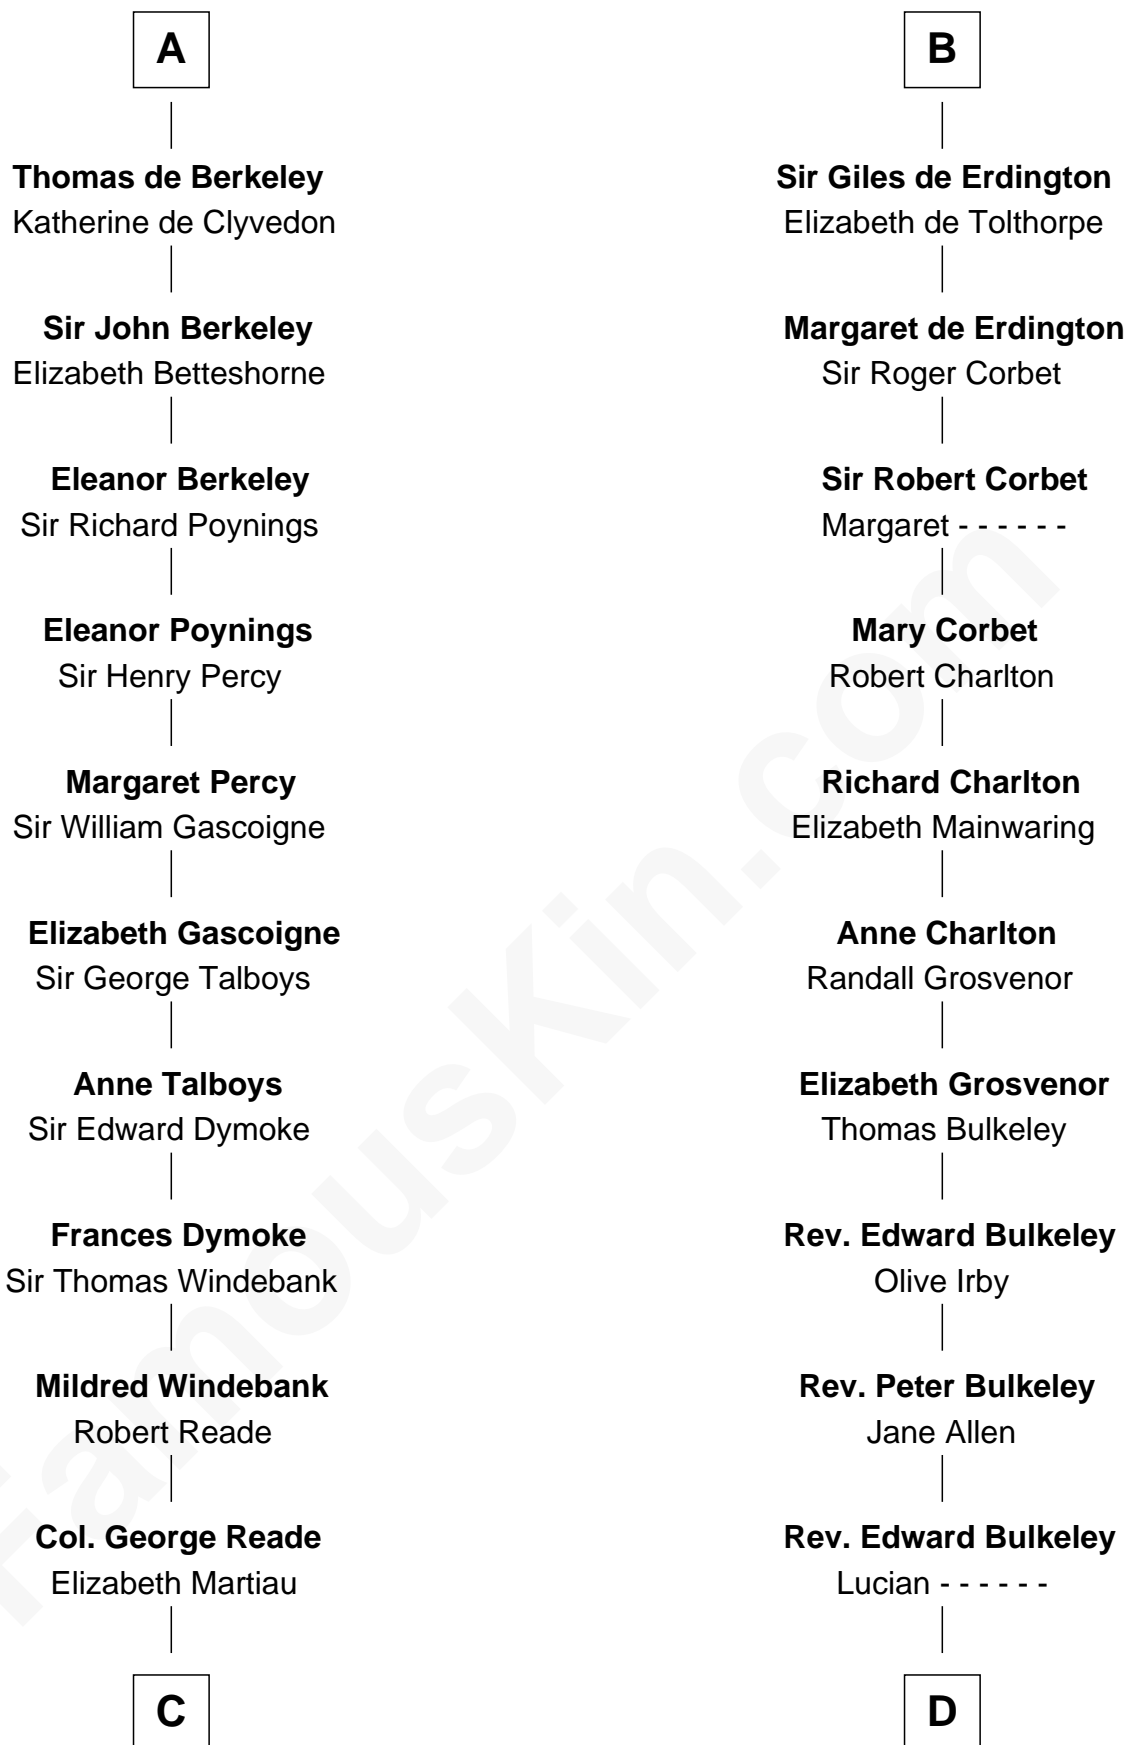 A
Thomas de Berkeley
Katherine de Clyvedon
Sir John Berkeley
Elizabeth Betteshorne
Eleanor Berkeley
Sir Richard Poynings
Eleanor Poynings
Sir Henry Percy
Margaret Percy
Sir William Gascoigne
Elizabeth Gascoigne
Sir George Talboys
Anne Talboys
Sir Edward Dymoke
Frances Dymoke
Sir Thomas Windebank
Mildred Windebank
Robert Reade
Col. George Reade
Elizabeth Martiau
C
B
Sir Giles de Erdington
Elizabeth de Tolthorpe
Margaret de Erdington
Sir Roger Corbet
Sir Robert Corbet
Margaret - - - - - -
Mary Corbet
Robert Charlton
Richard Charlton
Elizabeth Mainwaring
Anne Charlton
Randall Grosvenor
Elizabeth Grosvenor
Thomas Bulkeley
Rev. Edward Bulkeley
Olive Irby
Rev. Peter Bulkeley
Jane Allen
Rev. Edward Bulkeley
Lucian - - - - - -
D
FamousKin.com